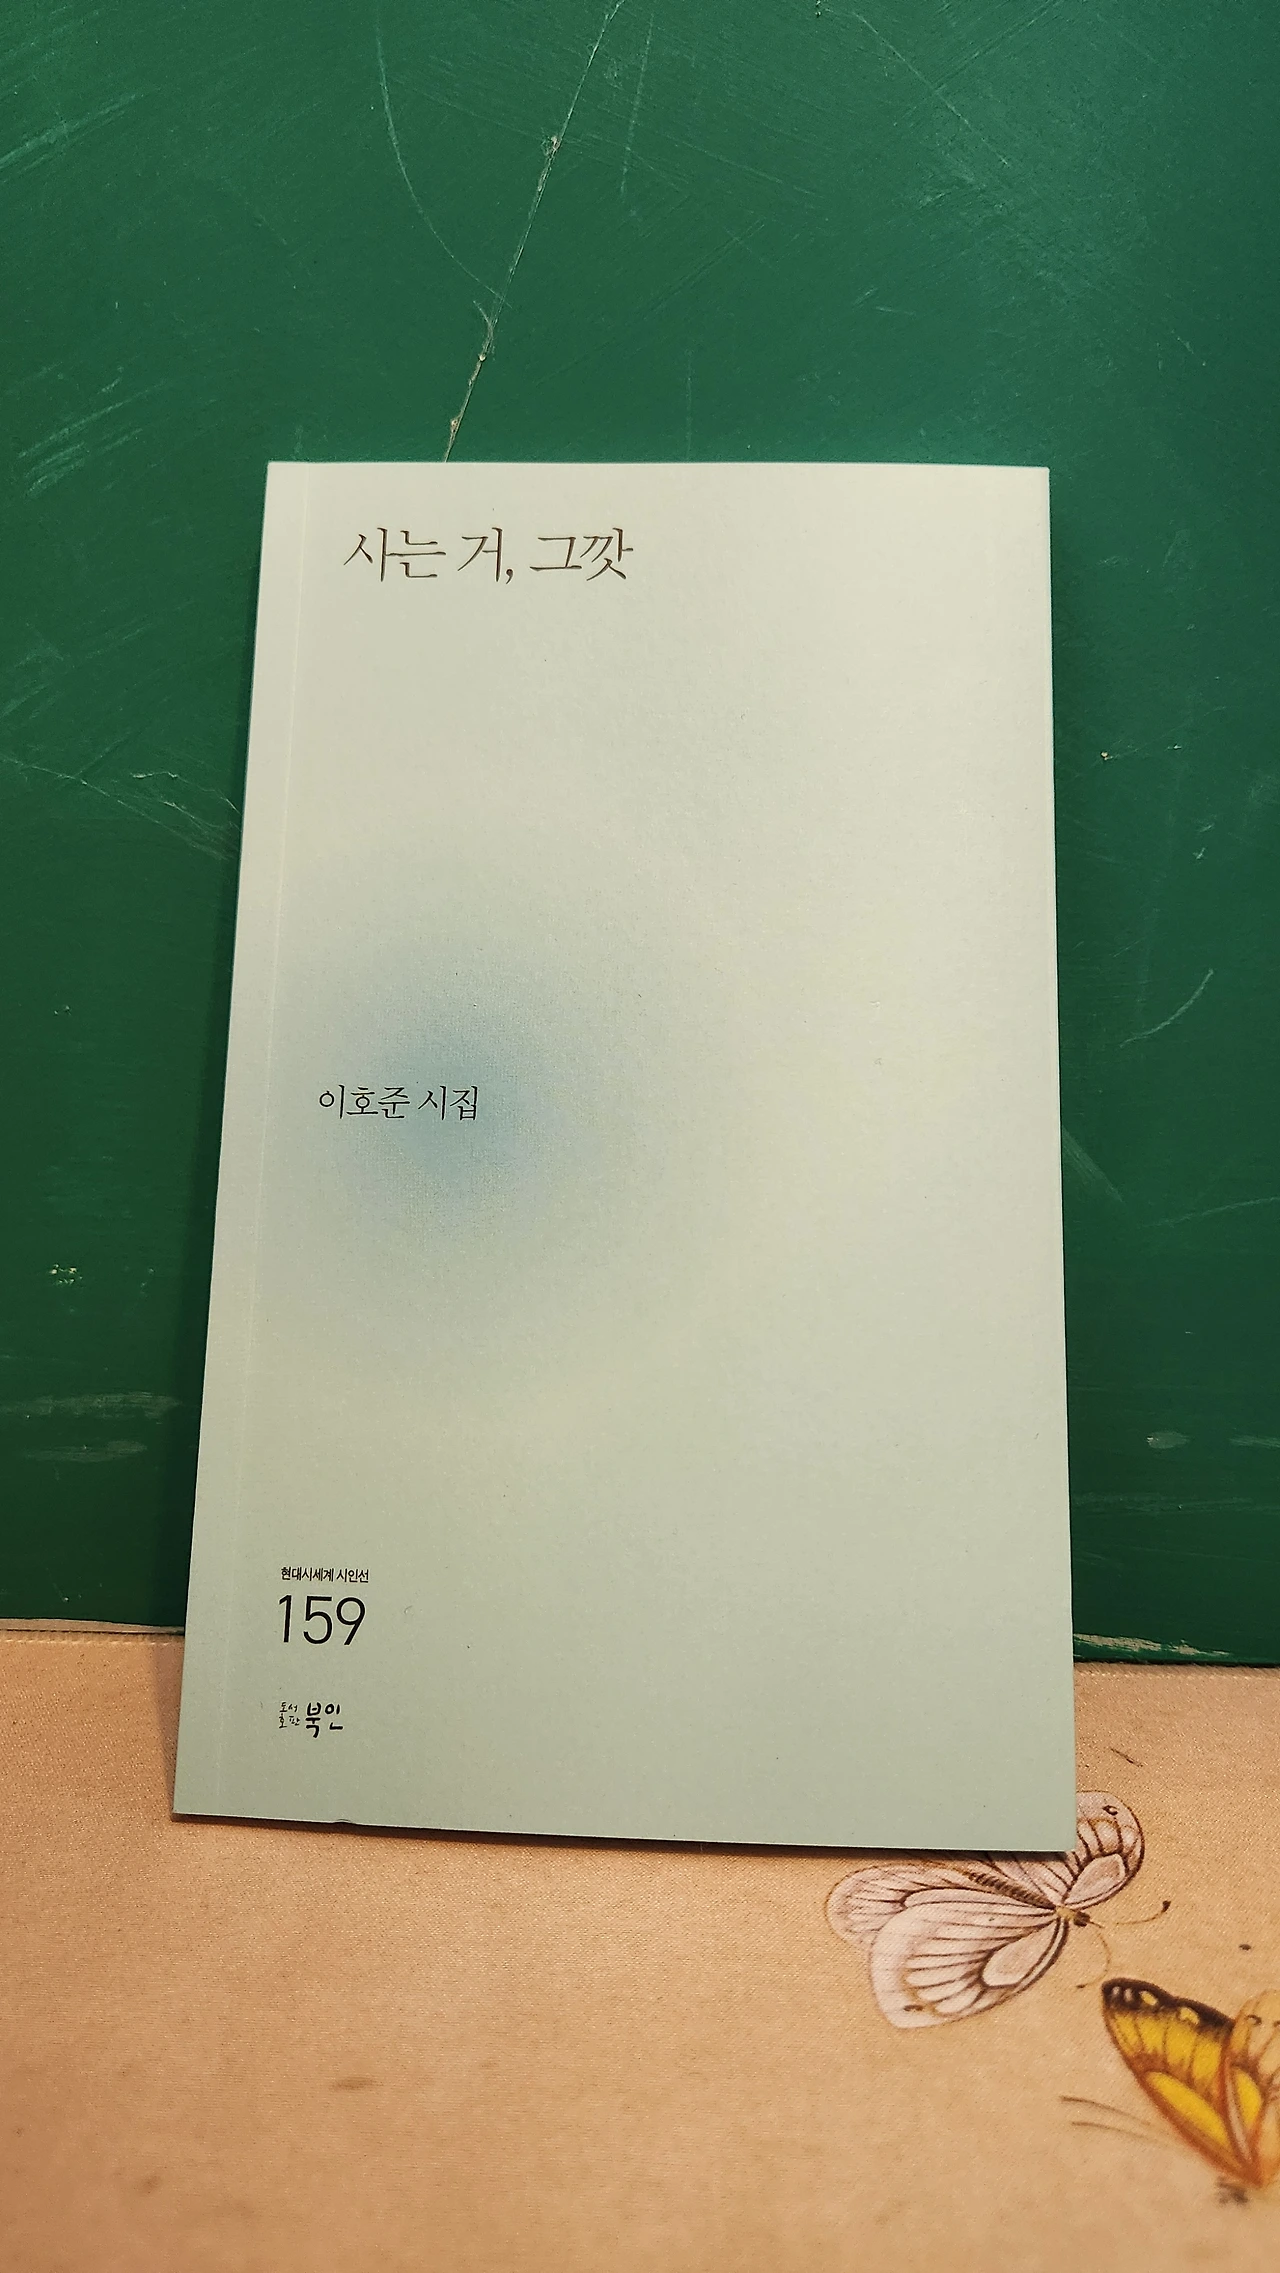 사는 거, 그깟
이호준 시집
현대시세계 시인선
159
도서
출판 북인